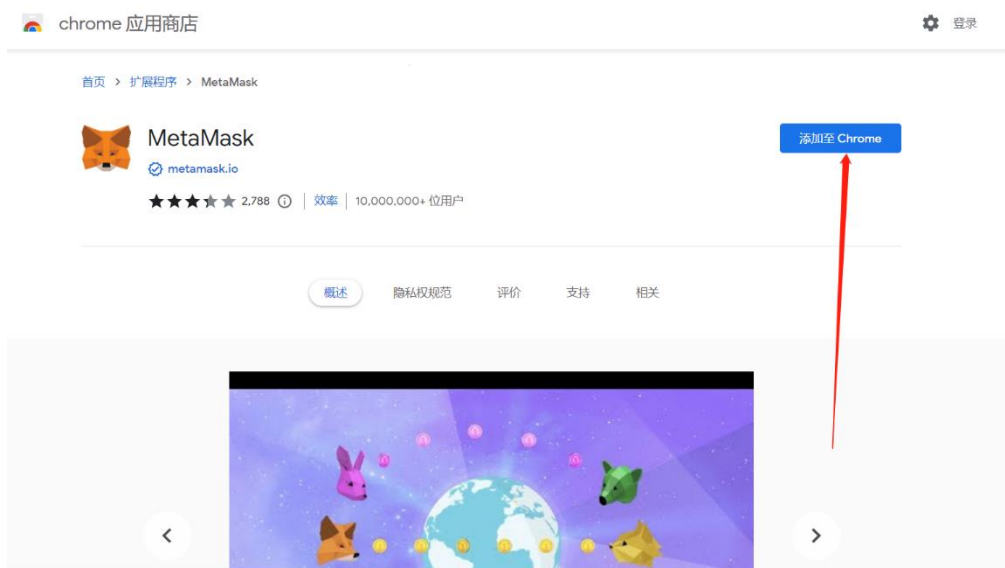 chrome 应用商店
登录
首页 > 扩展程序 > MetaMask
MetaMask
添加至 Chrome
metamask.io
2,788 效率 10,000,000+ 位用户
概述 隐私权规范 评价 支持 相关